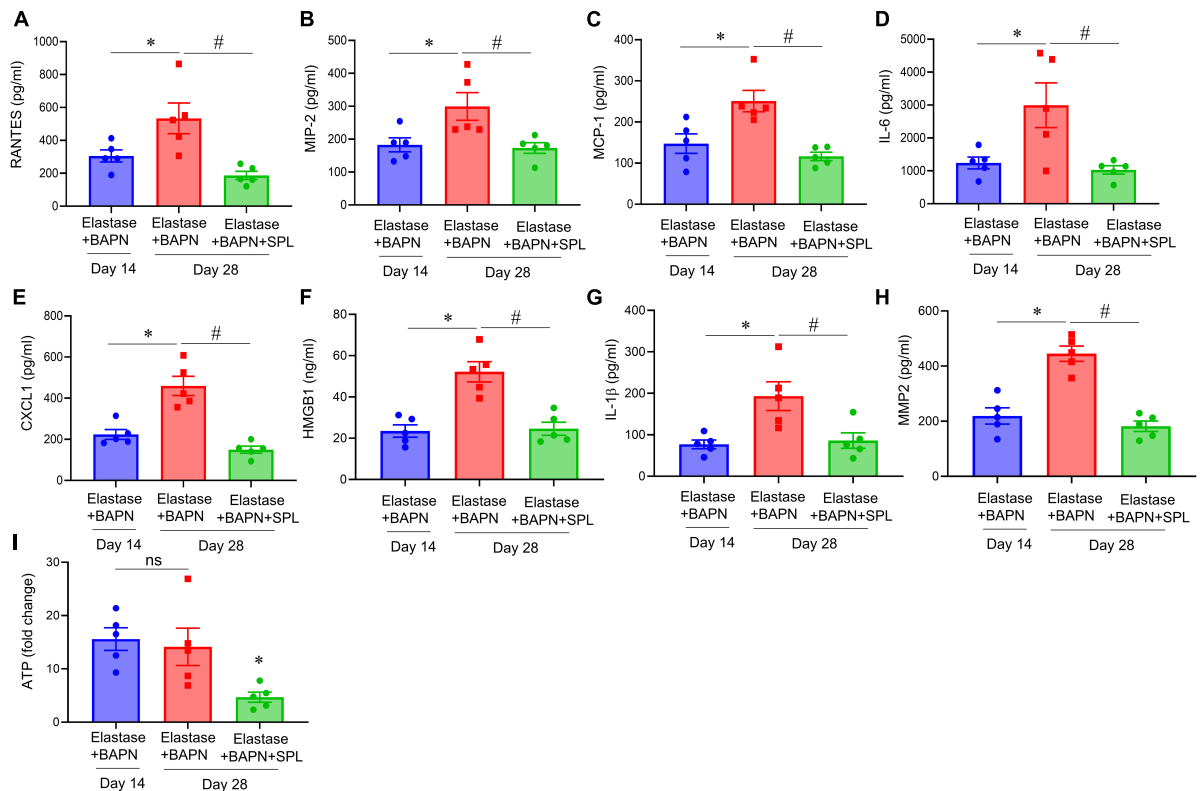 A
RANTES (pg/ml)
1000
800
600
400
200
0
*
#
Elastase
+BAPN
Elastase
+BAPN
Elastase
+BAPN+SPL
Day 14
Day 28
B
MIP-2 (pg/ml)
500
400
300
200
100
0
*
#
Elastase
+BAPN
Elastase
+BAPN
Elastase
+BAPN+SPL
Day 14
Day 28
C
MCP-1 (pg/ml)
400
300
200
100
0
*
#
Elastase
+BAPN
Elastase
+BAPN
Elastase
+BAPN+SPL
Day 14
Day 28
D
IL-6 (pg/ml)
5000
4000
3000
2000
1000
0
*
#
Elastase
+BAPN
Elastase
+BAPN
Elastase
+BAPN+SPL
Day 14
Day 28
E
CXCL1 (pg/ml)
800
600
400
200
0
*
#
Elastase
+BAPN
Elastase
+BAPN
Elastase
+BAPN+SPL
Day 14
Day 28
F
HMGB1 (ng/ml)
80
60
40
20
0
*
#
Elastase
+BAPN
Elastase
+BAPN
Elastase
+BAPN+SPL
Day 14
Day 28
G
IL-1β (pg/ml)
400
300
200
100
0
*
#
Elastase
+BAPN
Elastase
+BAPN
Elastase
+BAPN+SPL
Day 14
Day 28
H
MMP2 (pg/ml)
600
400
200
0
*
#
Elastase
+BAPN
Elastase
+BAPN
Elastase
+BAPN+SPL
Day 14
Day 28
I
ATP (fold change)
30
20
10
0
ns
*
Elastase
+BAPN
Elastase
+BAPN
Elastase
+BAPN+SPL
Day 14
Day 28